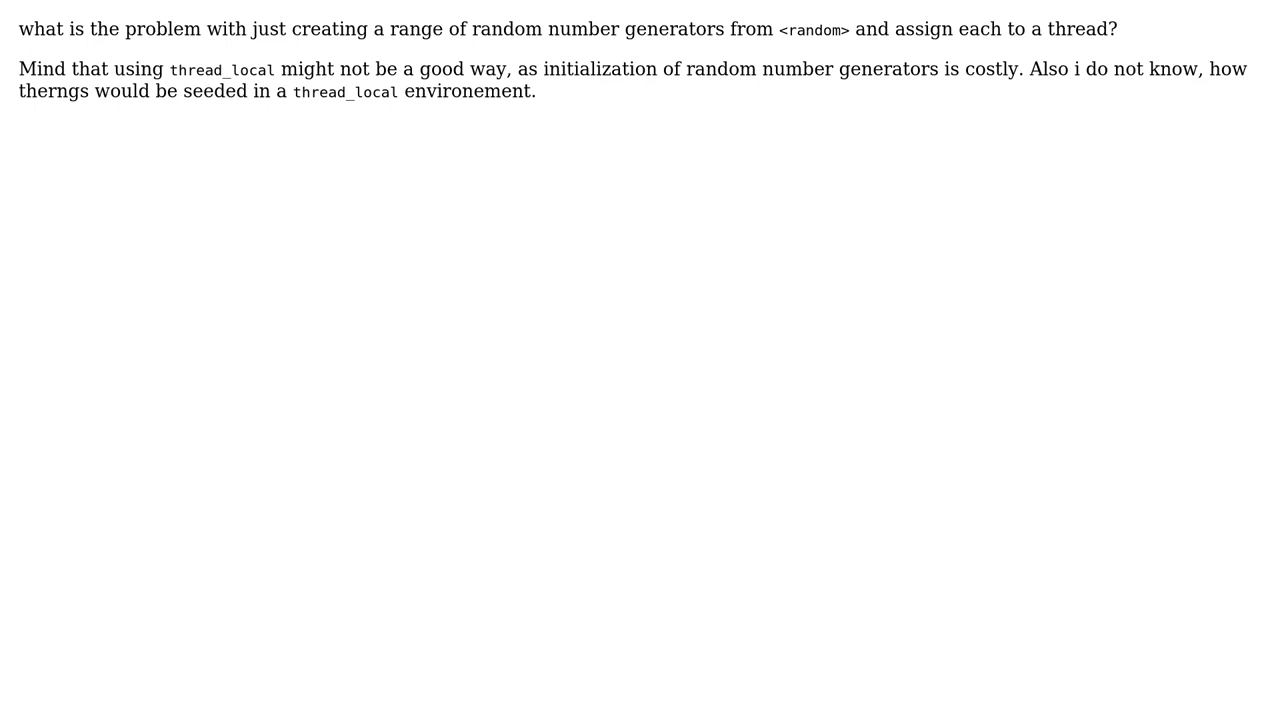 what is the problem with just creating a range of random number generators from <random> and assign each to a thread?
Mind that using thread_local might not be a good way, as initialization of random number generators is costly. Also i do not know, how
therngs would be seeded in a thread_local environement.